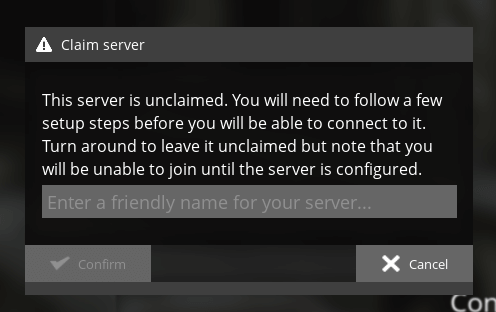 Claim server
This server is unclaimed. You will need to follow a few
setup steps before you will be able to connect to it.
Turn around to leave it unclaimed but note that you
will be unable to join until the server is configured.
Enter a friendly name for your server...
Confirm
Cancel
Con